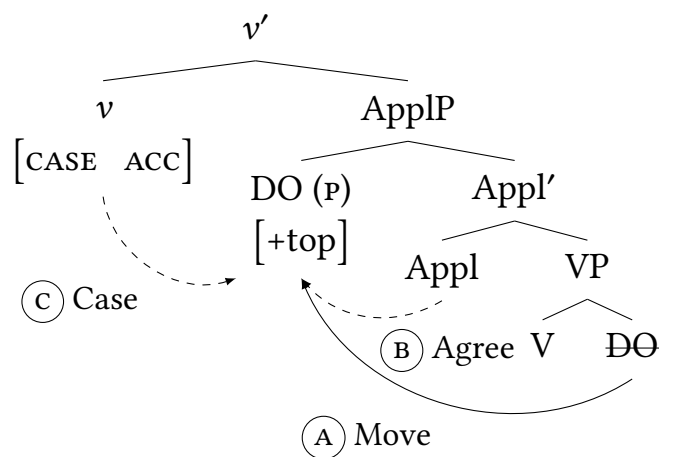 v′
v ApplP
[CASE ACC] DO (P) Appl′
[+top] Appl VP
C Case
B Agree V DO
A Move